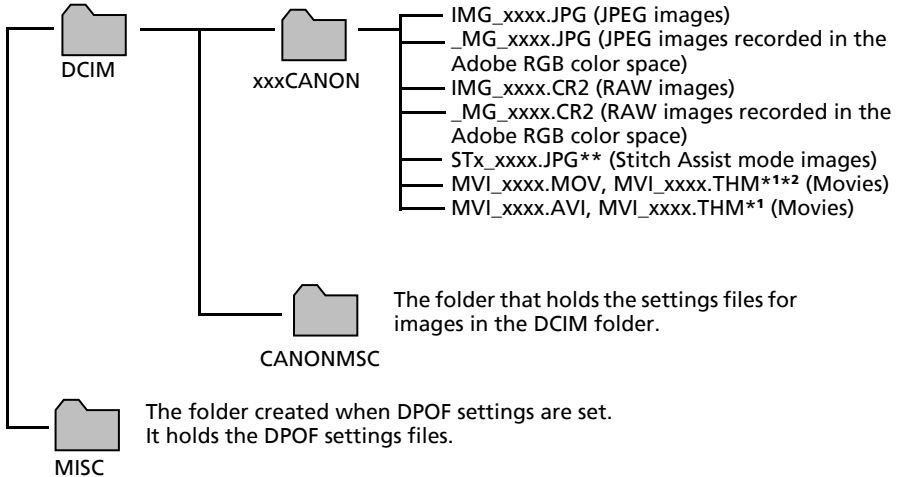 DCIM
xxxCANON
IMG_xxxx.JPG (JPEG images)
_MG_xxxx.JPG (JPEG images recorded in the
Adobe RGB color space)
IMG_xxxx.CR2 (RAW images)
_MG_xxxx.CR2 (RAW images recorded in the
Adobe RGB color space)
STx_xxxx.JPG** (Stitch Assist mode images)
MVI_xxxx.MOV, MVI_xxxx.THM*¹*² (Movies)
MVI_xxxx.AVI, MVI_xxxx.THM*¹ (Movies)
The folder that holds the settings files for
images in the DCIM folder.
CANONMSC
The folder created when DPOF settings are set.
It holds the DPOF settings files.
MISC